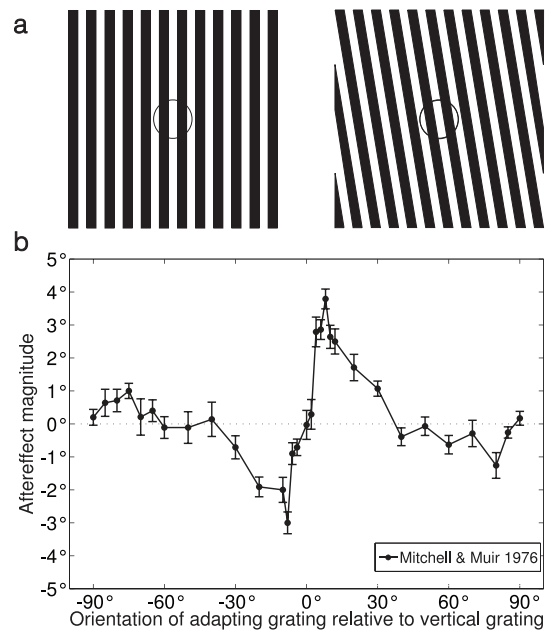 a
b
Aftereffect magnitude
5°
4°
3°
2°
1°
0°
-1°
-2°
-3°
-4°
-5°
Mitchell & Muir 1976
-90° -60° -30° 0° 30° 60° 90°
Orientation of adapting grating relative to vertical grating